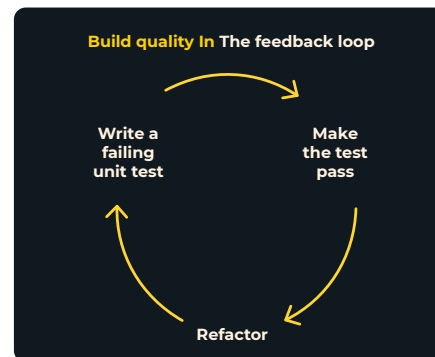 Build quality In The feedback loop
Write a
failing
unit test
Make
the test
pass
Refactor